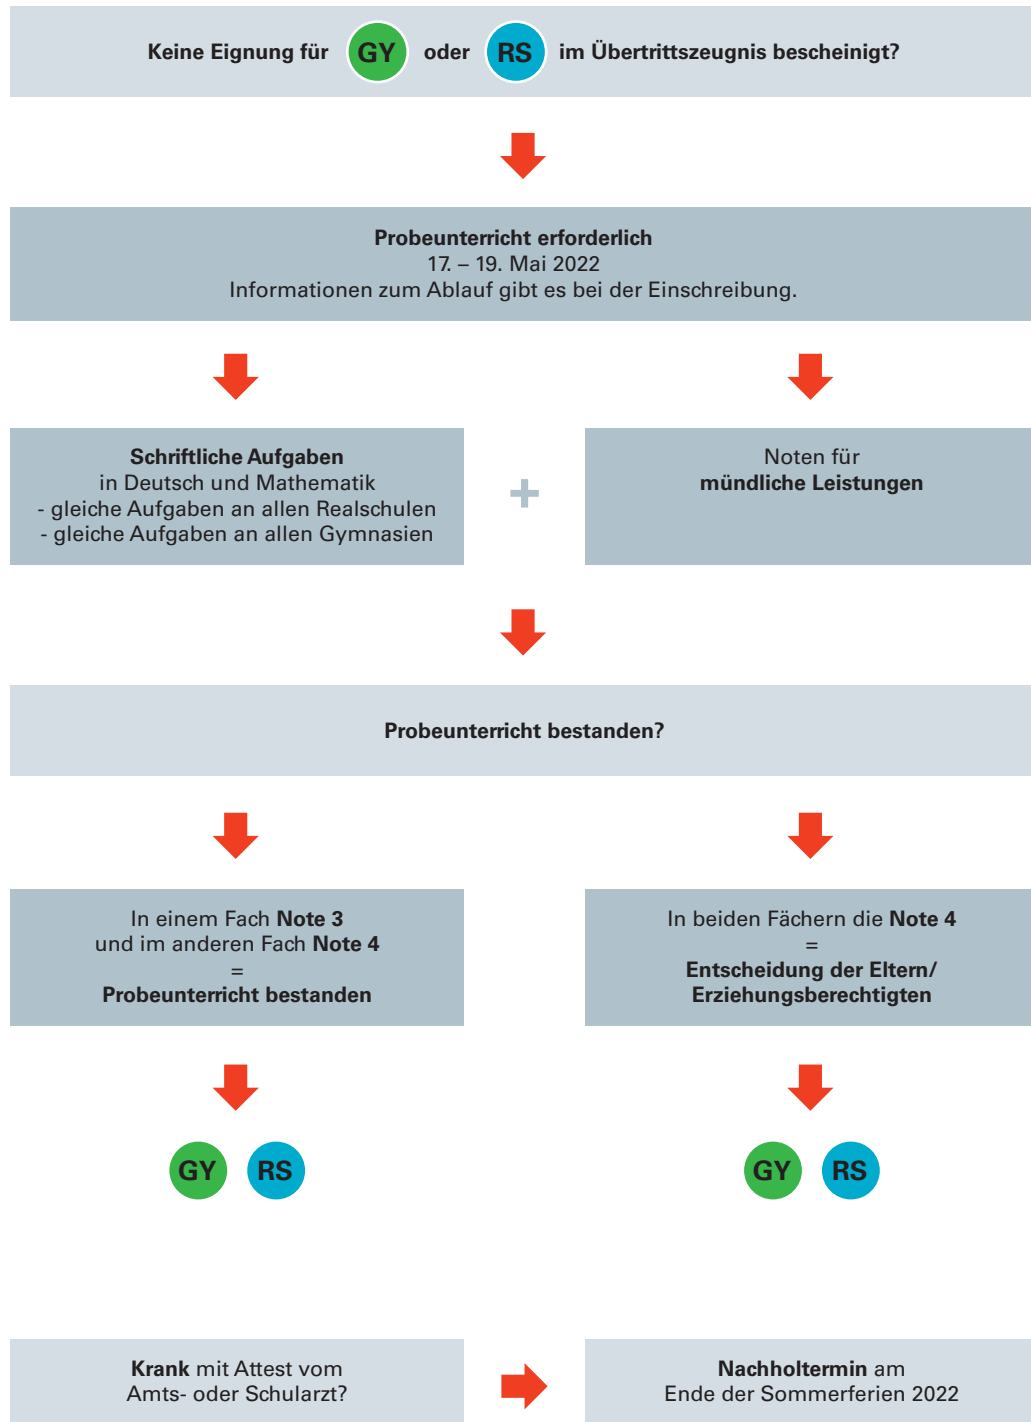 Keine Eignung für GY oder RS im Übertrittszeugnis bescheinigt?
Probeunterricht erforderlich
17. – 19. Mai 2022
Informationen zum Ablauf gibt es bei der Einschreibung.
Schriftliche Aufgaben
in Deutsch und Mathematik
- gleiche Aufgaben an allen Realschulen
- gleiche Aufgaben an allen Gymnasien
+
Noten für
mündliche Leistungen
Probeunterricht bestanden?
In einem Fach Note 3
und im anderen Fach Note 4
=
Probeunterricht bestanden
In beiden Fächern die Note 4
=
Entscheidung der Eltern/
Erziehungsberechtigten
GY RS
GY RS
Krank mit Attest vom
Amts- oder Schularzt?
Nachholtermin am
Ende der Sommerferien 2022